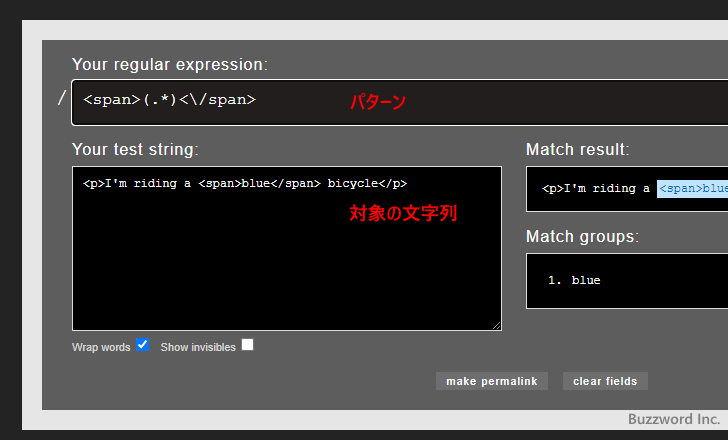 Your regular expression:
/ <span>(.*)<\/span> パターン
Your test string:
<p>I'm riding a <span>blue</span> bicycle</p>
対象の文字列
Wrap words Show invisibles
Match result:
<p>I'm riding a <span>blue
Match groups:
1. blue
make permalink clear fields
Buzzword Inc.